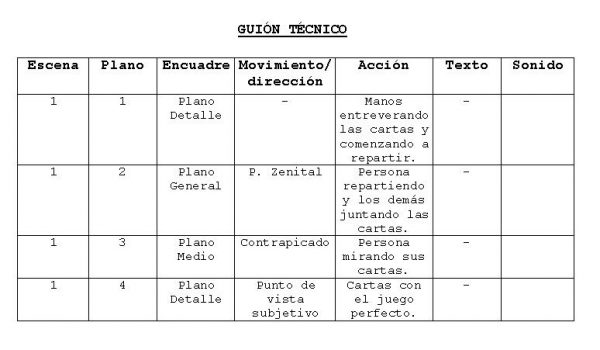 GUIÓN TÉCNICO
Escena Plano Encuadre Movimiento/ dirección Acción Texto Sonido
1 1 Plano Detalle - Manos entreverando las cartas y comenzando a repartir. -
1 2 Plano General P. Zenital Persona repartiendo y los demás juntando las cartas. -
1 3 Plano Medio Contrapicado Persona mirando sus cartas. -
1 4 Plano Detalle Punto de vista subjetivo Cartas con el juego perfecto. -